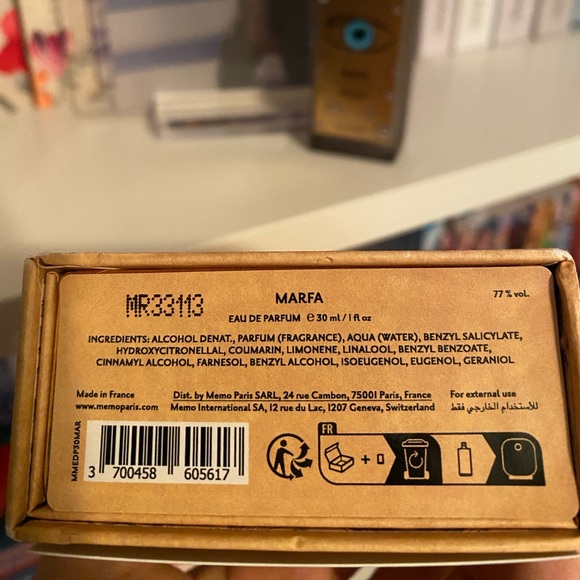 MR33113
MARFA
77 % vol.
EAU DE PARFUM ℮ 30 ml / 1 fl oz
INGREDIENTS: ALCOHOL DENAT., PARFUM (FRAGRANCE), AQUA (WATER), BENZYL SALICYLATE,
HYDROXYCITRONELLAL, COUMARIN, LIMONENE, LINALOOL, BENZYL BENZOATE,
CINNAMYL ALCOHOL, FARNESOL, BENZYL ALCOHOL, ISOEUGENOL, EUGENOL, GERANIOL
Made in France
www.memoparis.com
Dist. by Memo Paris SARL, 24 rue Cambon, 75001 Paris, France
Memo International SA, 12 rue du Lac, 1207 Geneva, Switzerland
For external use
للاستخدام الخارجي فقط
MMEDP30MAR
3 700458 605617
FR
+